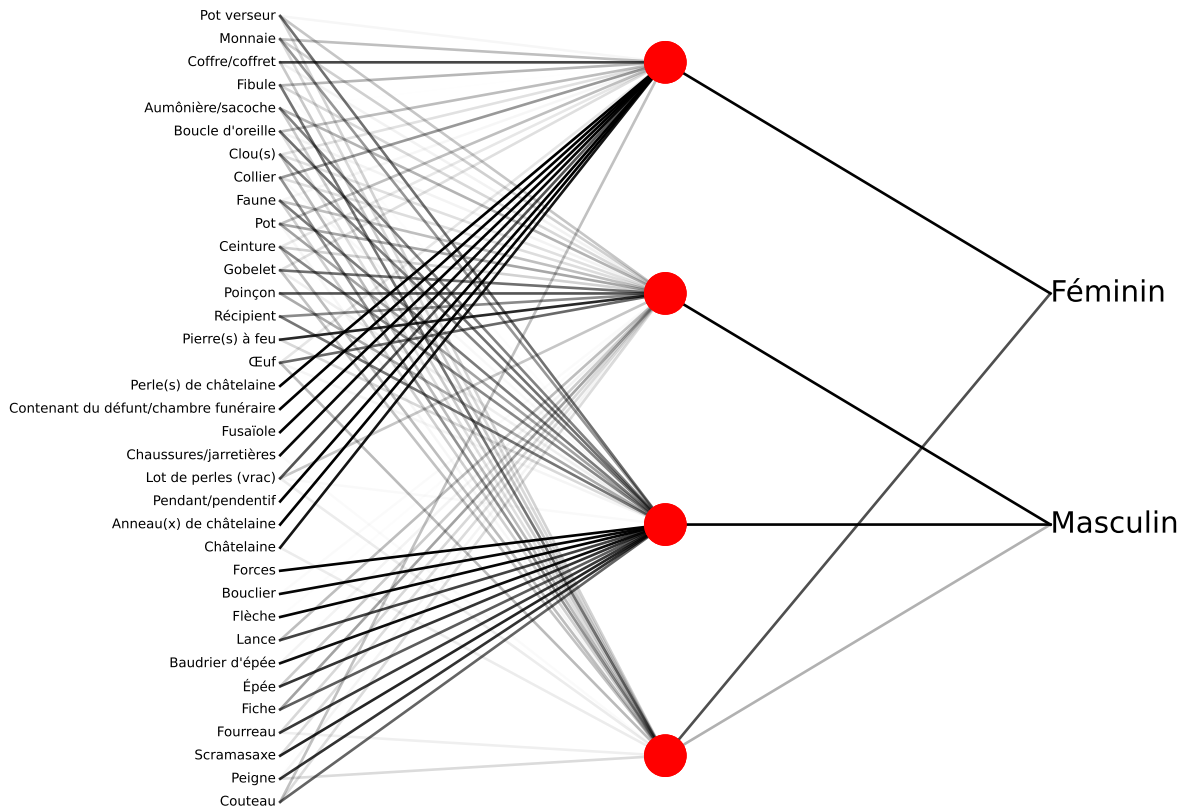 Pot verseur
Monnaie
Coffre/coffret
Fibule
Aumônière/sacoche
Boucle d'oreille
Clou(s)
Collier
Faune
Pot
Ceinture
Gobelet
Poinçon
Récipient
Pierre(s) à feu
Œuf
Perle(s) de châtelaine
Contenant du défunt/chambre funéraire
Fusaïole
Chaussures/jarretières
Lot de perles (vrac)
Pendant/pendentif
Anneau(x) de châtelaine
Châtelaine
Forces
Bouclier
Flèche
Lance
Baudrier d'épée
Épée
Fiche
Fourreau
Scramasaxe
Peigne
Couteau
Féminin
Masculin